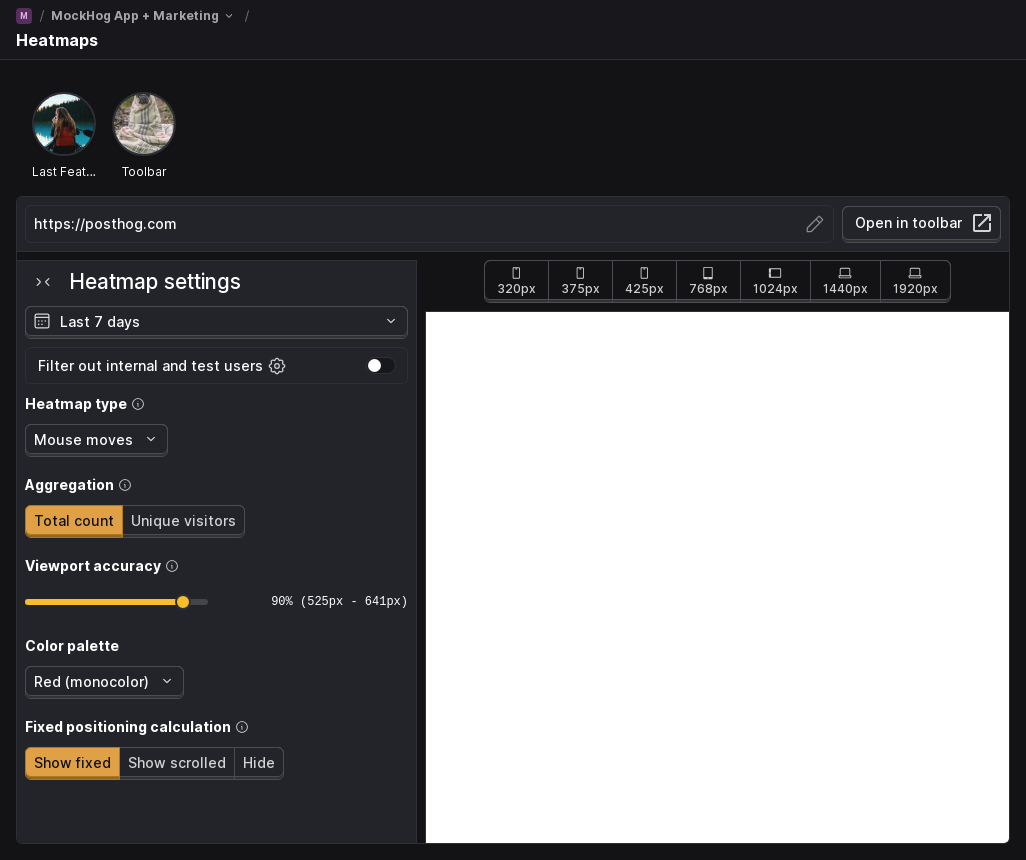 M / MockHog App + Marketing /
Heatmaps
Last Feat...
Toolbar
https://posthog.com
Open in toolbar
Heatmap settings
320px 375px 425px 768px 1024px 1440px 1920px
Last 7 days
Filter out internal and test users
Heatmap type
Mouse moves
Aggregation
Total count Unique visitors
Viewport accuracy
90% (525px - 641px)
Color palette
Red (monocolor)
Fixed positioning calculation
Show fixed Show scrolled Hide